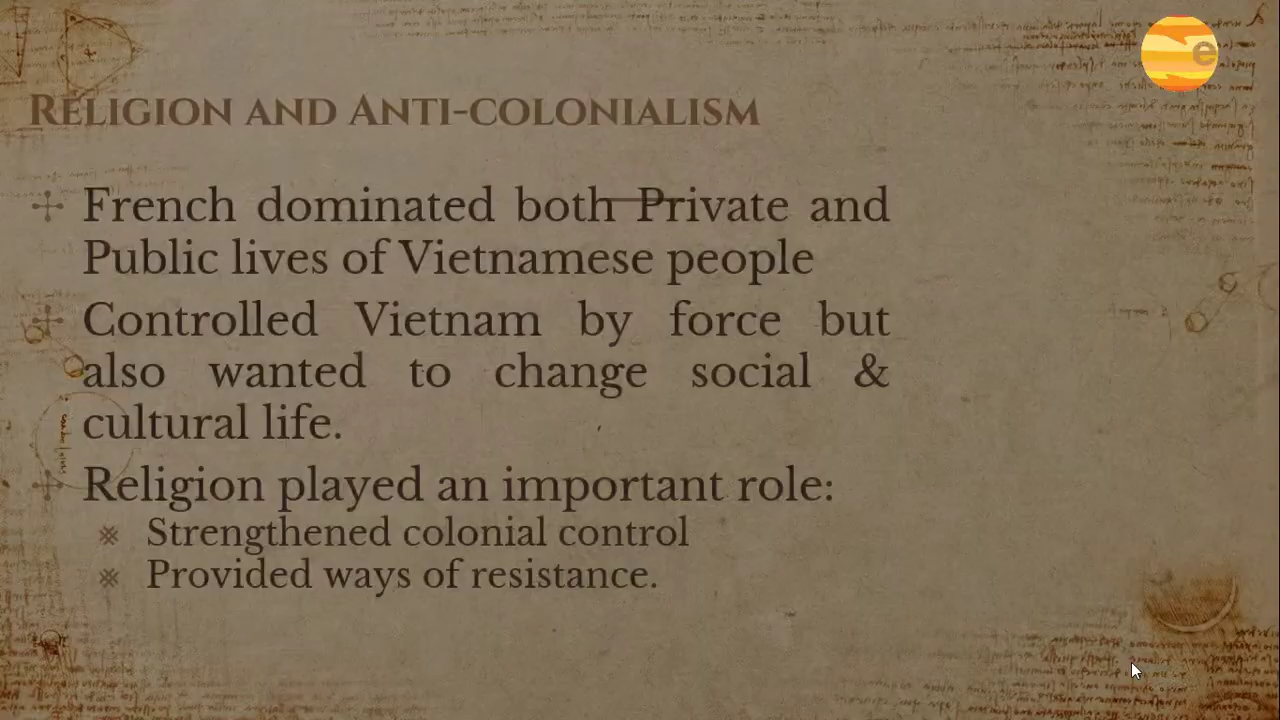 RELIGION AND ANTI-COLONIALISM
French dominated both Private and
Public lives of Vietnamese people
Controlled Vietnam by force but
also wanted to change social &
cultural life.
Religion played an important role:
Strengthened colonial control
Provided ways of resistance.
e